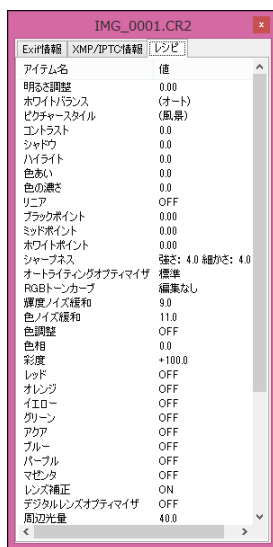 IMG_0001.CR2
x
Exif情報 XMP/IPTC情報 レシピ
アイテム名 値
明るさ調整 0.00
ホワイトバランス (オート)
ピクチャースタイル (風景)
コントラスト 0.0
シャドウ 0.0
ハイライト 0.0
色あい 0.0
色の濃さ 0.0
リニア OFF
ブラックポイント 0.00
ミッドポイント 0.00
ホワイトポイント 0.00
シャープネス 強さ: 4.0 細かさ: 4.0
オートライティングオプティマイザ 標準
RGBトーンカーブ 編集なし
輝度ノイズ緩和 9.0
色ノイズ緩和 11.0
色調整 OFF
色相 0.0
彩度 +100.0
レッド OFF
オレンジ OFF
イエロー OFF
グリーン OFF
アクア OFF
ブルー OFF
パープル OFF
マゼンタ OFF
レンズ補正 ON
デジタルレンズオプティマイザ OFF
周辺光量 40.0